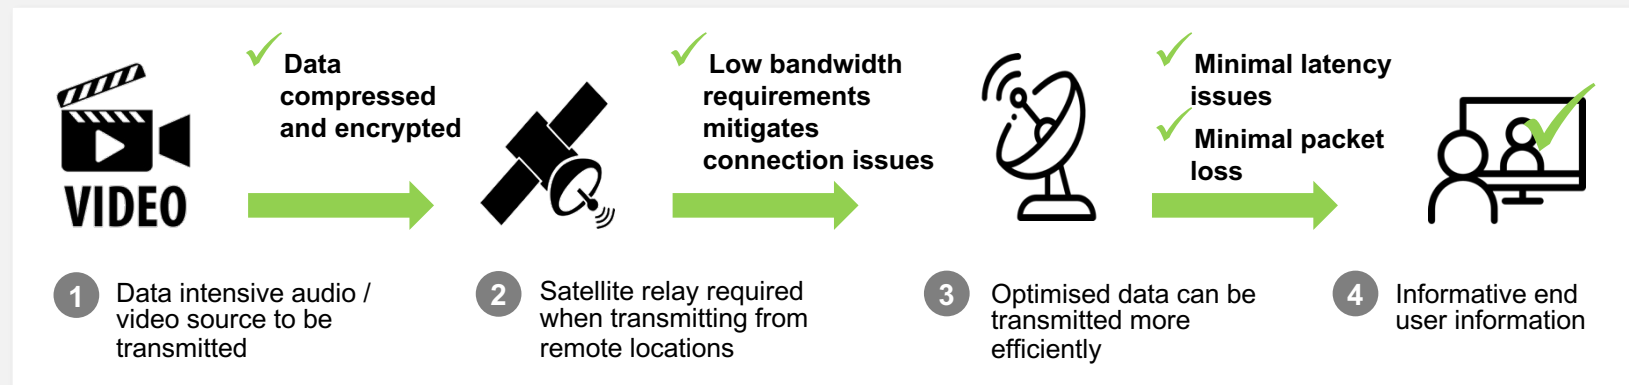 Data
compressed
and encrypted
Low bandwidth
requirements
mitigates
connection issues
Minimal latency
issues
Minimal packet
loss
VIDEO
1
Data intensive audio /
video source to be
transmitted
2
Satellite relay required
when transmitting from
remote locations
3
Optimised data can be
transmitted more
efficiently
4
Informative end
user information